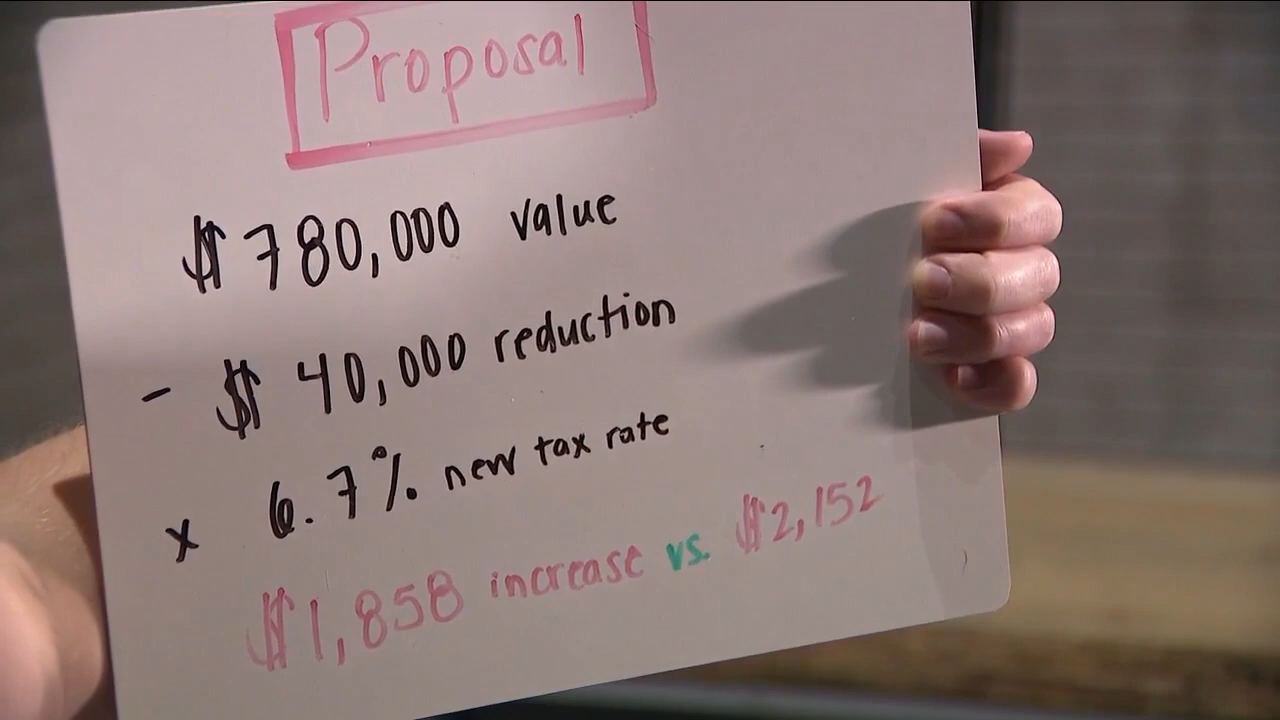 Proposal
$780,000 value
- $40,000 reduction
x 6.7% new tax rate
$1,858 increase vs. $2,152